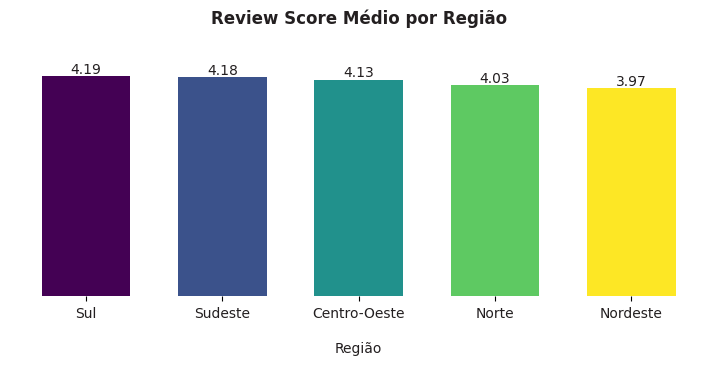 Review Score Médio por Região
4.19 4.18 4.13 4.03 3.97
Sul Sudeste Centro-Oeste Norte Nordeste
Região